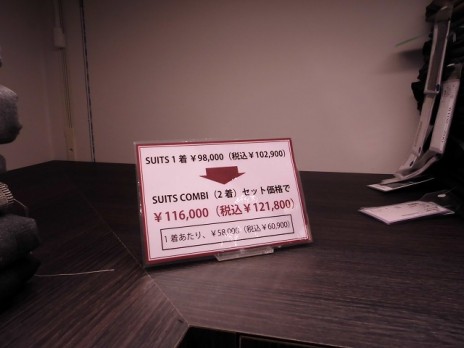 SUITS 1 着 ¥98,000（税込¥102,900）
SUITS COMBI（2 着）セット価格で
¥116,000（税込¥121,800）
1 着あたり、¥58,000（税込¥60,900）